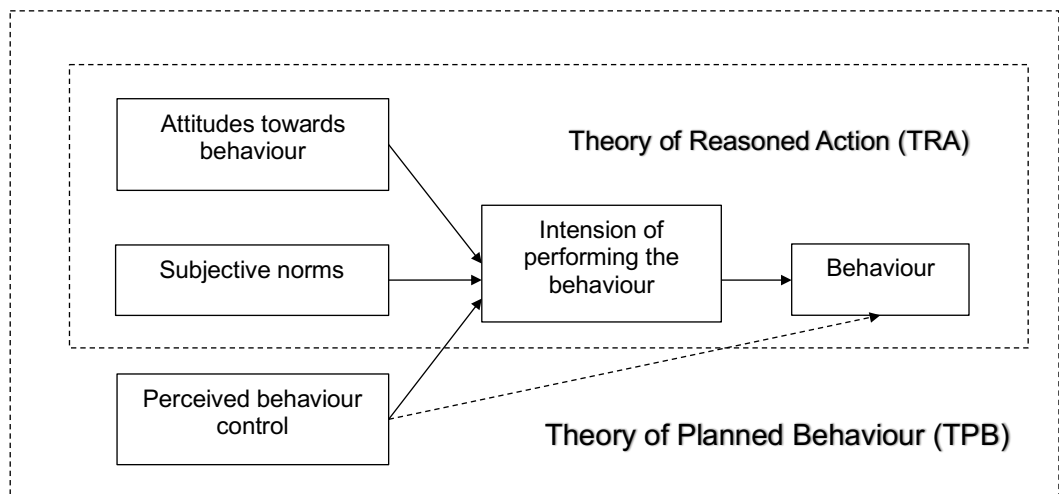 Attitudes towards
behaviour
Theory of Reasoned Action (TRA)
Subjective norms
Intension of
performing the
behaviour
Behaviour
Perceived behaviour
control
Theory of Planned Behaviour (TPB)